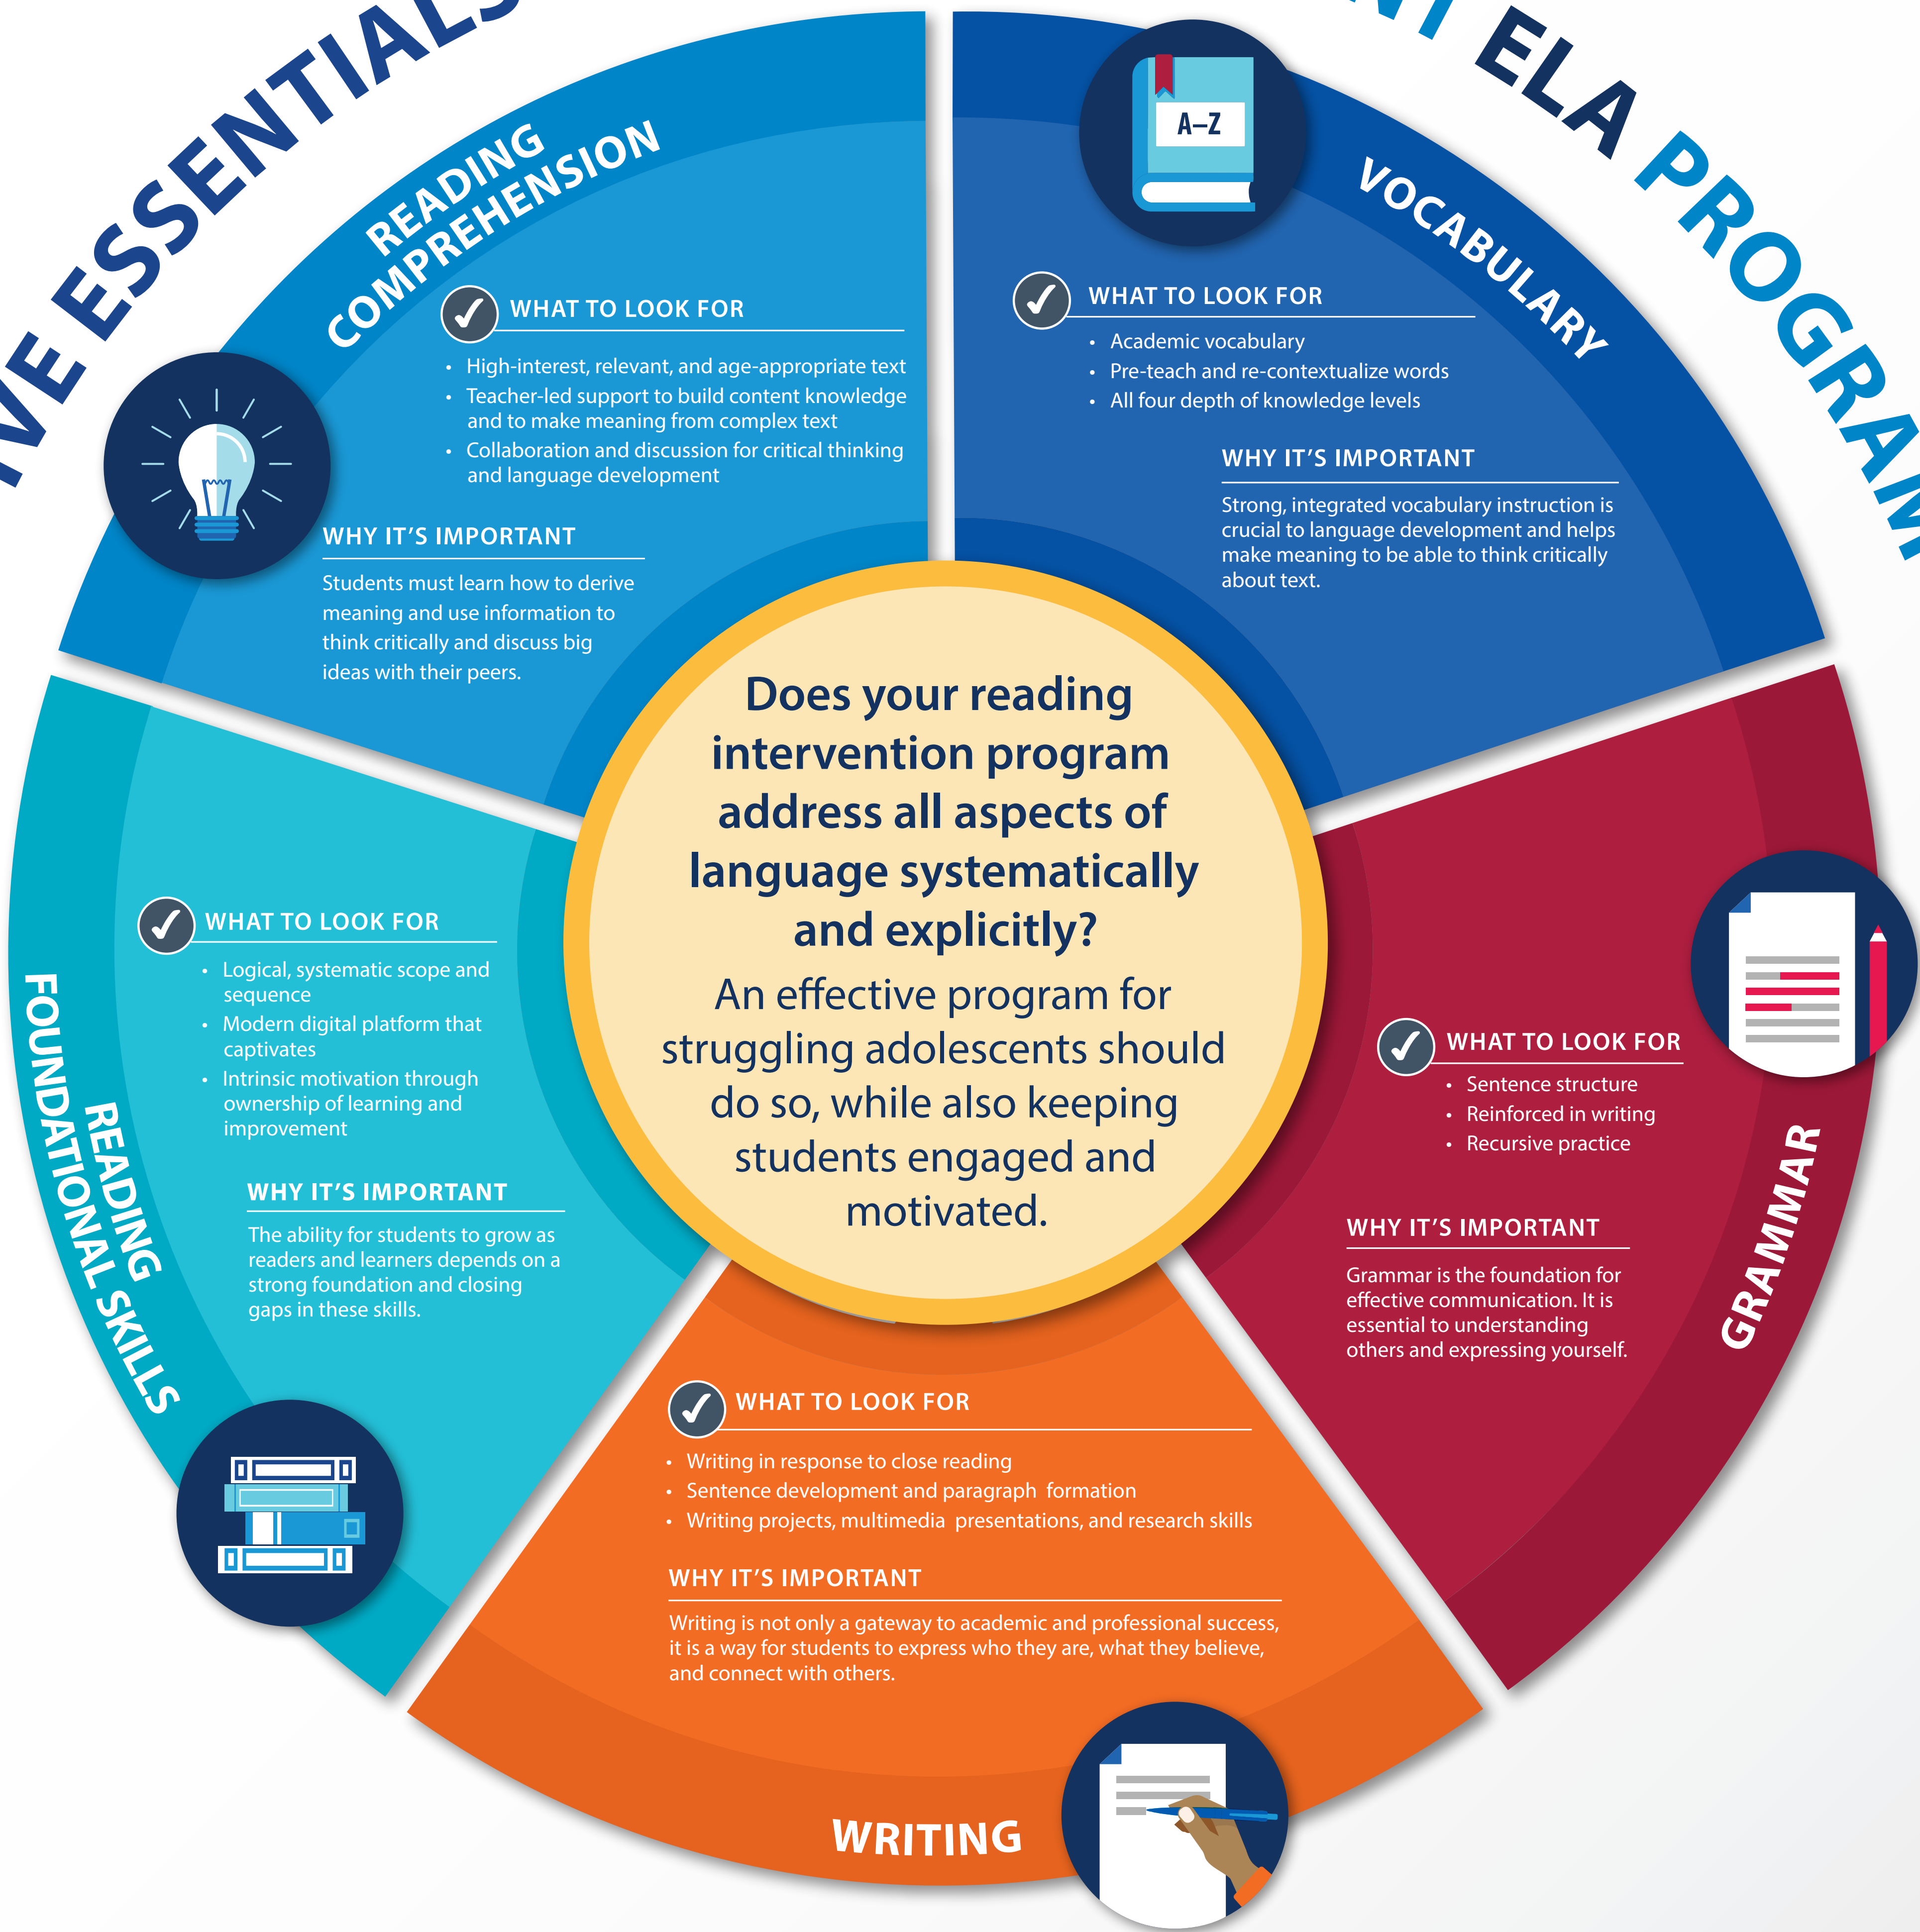 ESSENTIALS
ELA PROGRAM
READING
COMPREHENSION
WHAT TO LOOK FOR
• High-interest, relevant, and age-appropriate text
• Teacher-led support to build content knowledge
and to make meaning from complex text
• Collaboration and discussion for critical thinking
and language development
WHY IT'S IMPORTANT
Students must learn how to derive
meaning and use information to
think critically and discuss big
ideas with their peers.
A–Z
VOCABULARY
WHAT TO LOOK FOR
• Academic vocabulary
• Pre-teach and re-contextualize words
• All four depth of knowledge levels
WHY IT'S IMPORTANT
Strong, integrated vocabulary instruction is
crucial to language development and helps
make meaning to be able to think critically
about text.
Does your reading
intervention program
address all aspects of
language systematically
and explicitly?
An effective program for
struggling adolescents should
do so, while also keeping
students engaged and
motivated.
READING
FOUNDATIONAL SKILLS
WHAT TO LOOK FOR
• Logical, systematic scope and
sequence
• Modern digital platform that
captivates
• Intrinsic motivation through
ownership of learning and
improvement
WHY IT'S IMPORTANT
The ability for students to grow as
readers and learners depends on a
strong foundation and closing
gaps in these skills.
GRAMMAR
WHAT TO LOOK FOR
• Sentence structure
• Reinforced in writing
• Recursive practice
WHY IT'S IMPORTANT
Grammar is the foundation for
effective communication. It is
essential to understanding
others and expressing yourself.
WHAT TO LOOK FOR
• Writing in response to close reading
• Sentence development and paragraph formation
• Writing projects, multimedia presentations, and research skills
WHY IT'S IMPORTANT
Writing is not only a gateway to academic and professional success,
it is a way for students to express who they are, what they believe,
and connect with others.
WRITING